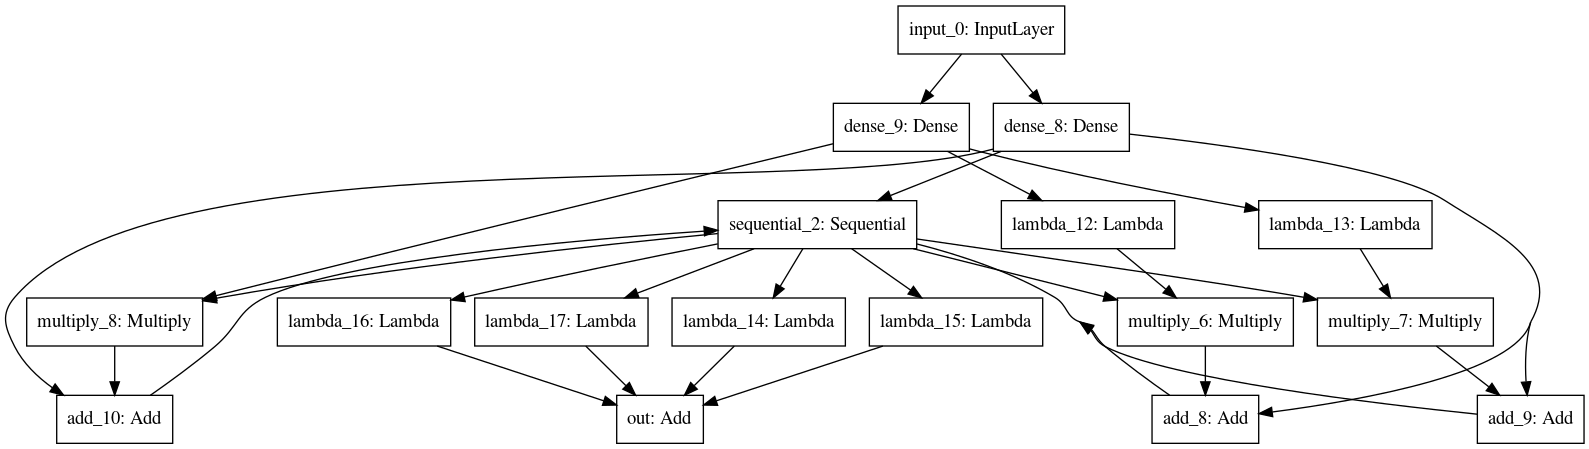 input_0: InputLayer
dense_9: Dense
dense_8: Dense
sequential_2: Sequential
lambda_12: Lambda
lambda_13: Lambda
multiply_8: Multiply
lambda_16: Lambda
lambda_17: Lambda
lambda_14: Lambda
lambda_15: Lambda
multiply_6: Multiply
multiply_7: Multiply
add_10: Add
out: Add
add_8: Add
add_9: Add